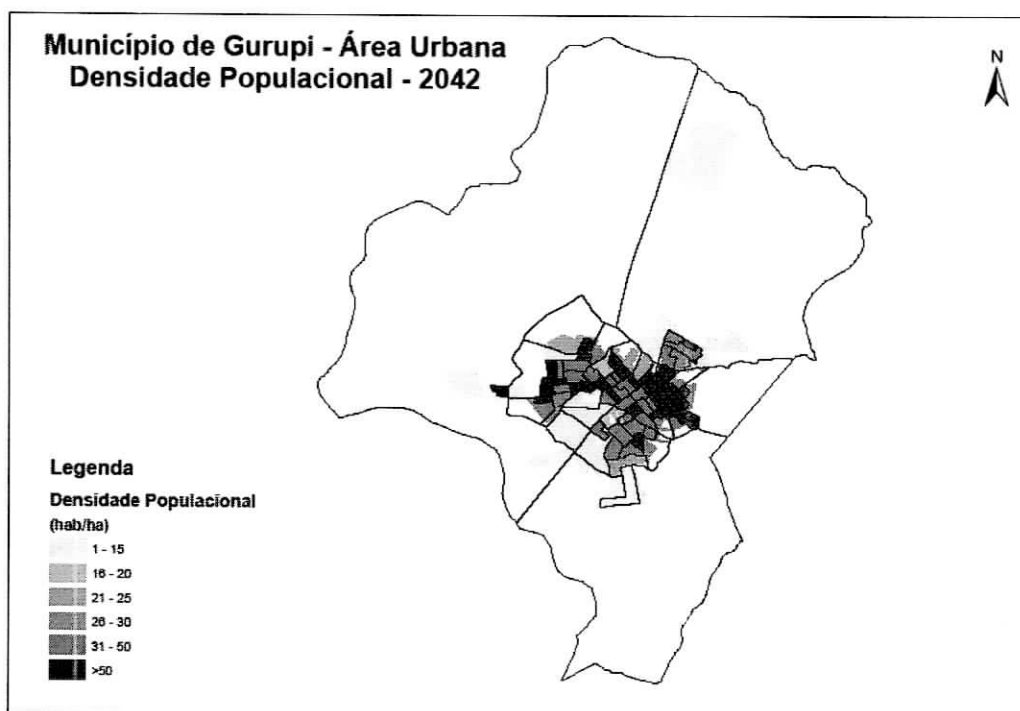 Município de Gurupi - Área Urbana
Densidade Populacional - 2042
N
Legenda
Densidade Populacional
(hab/ha)
1 - 15
16 - 20
21 - 25
26 - 30
31 - 50
>50